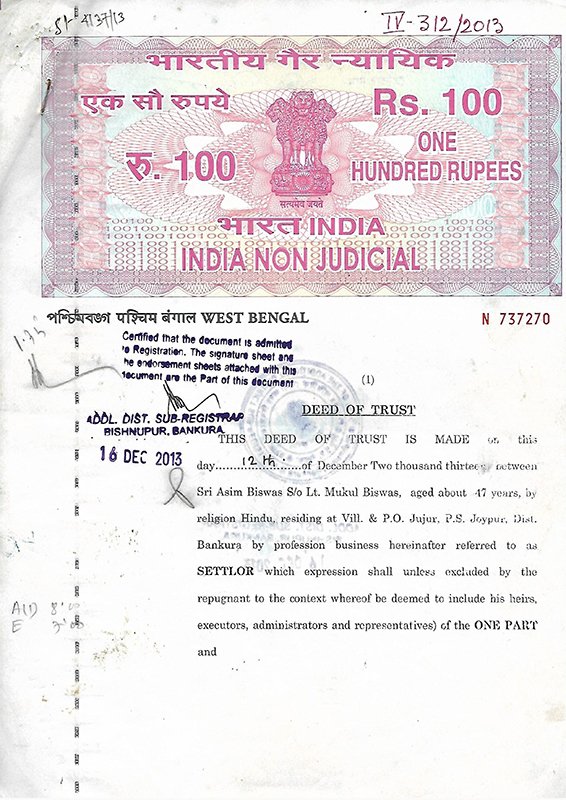 4137/13
IV-312/2013
भारतीय गैर न्यायिक
एक सौ रुपये
Rs. 100
रु. 100
ONE
HUNDRED RUPEES
सत्यमेव जयते
भारत INDIA
INDIA NON JUDICIAL
পশ্চিমবঙ্গ पश्चिम बंगाल WEST BENGAL
N 737270
Certified that the document is admitted
to Registration. The signature sheet and
he endorsement sheets attached with this
document are the Part of this document
(1)
ADDL. DIST. SUB-REGISTRAR
BISHNUPUR, BANKURA
16 DEC 2013
DEED OF TRUST
THIS DEED OF TRUST IS MADE on this
day.........12th.......of December Two thousand thirteen between
Sri Asim Biswas S/o Lt. Mukul Biswas, aged about 47 years, by
religion Hindu, residing at Vill. & P.O. Jujur, P.S. Joypur, Dist.
Bankura by profession business hereinafter referred to as
SETTLOR which expression shall unless excluded by the
repugnant to the context whereof be deemed to include his heirs,
executors, administrators and representatives) of the ONE PART
and